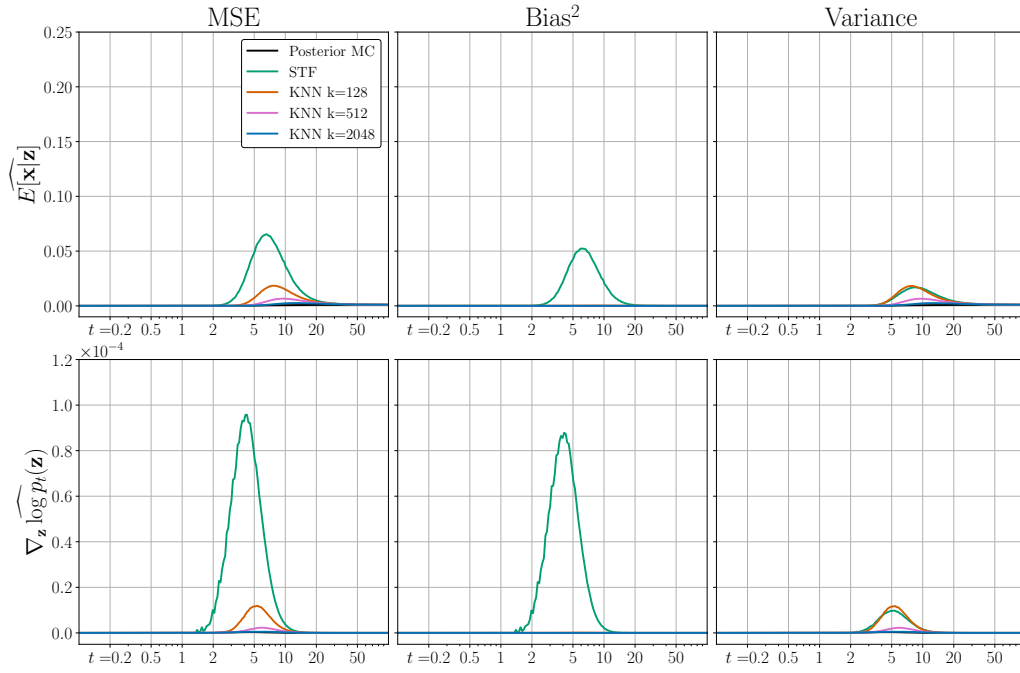 MSE
Bias²
Variance
0.25
0.20
0.15
0.10
0.05
0.00
Ê[x|z]
Posterior MC
STF
KNN k=128
KNN k=512
KNN k=2048
t =0.2 0.5 1 2 5 10 20 50
t =0.2 0.5 1 2 5 10 20 50
t =0.2 0.5 1 2 5 10 20 50
×10⁻⁴
1.2
1.0
0.8
0.6
0.4
0.2
0.0
∇̂_z log p_t(z)
t =0.2 0.5 1 2 5 10 20 50
t =0.2 0.5 1 2 5 10 20 50
t =0.2 0.5 1 2 5 10 20 50